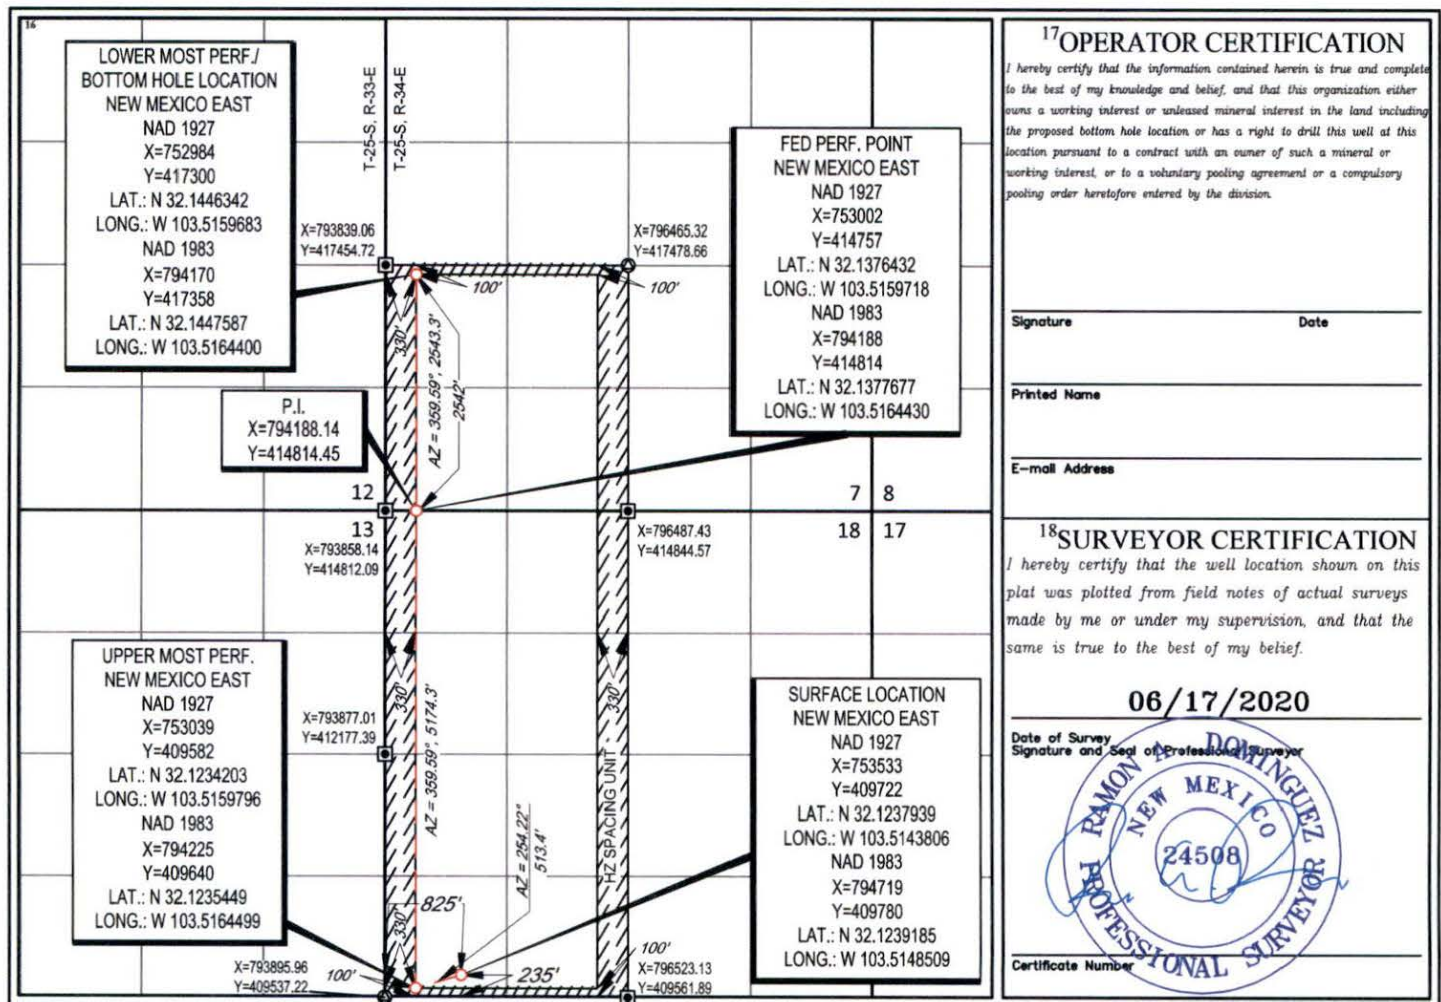 16
LOWER MOST PERF./
BOTTOM HOLE LOCATION
NEW MEXICO EAST
NAD 1927
X=752984
Y=417300
LAT.: N 32.1446342
LONG.: W 103.5159683
NAD 1983
X=794170
Y=417358
LAT.: N 32.1447587
LONG.: W 103.5164400
T-25-S, R-33-E
T-25-S, R-34-E
X=793839.06
Y=417454.72
X=796465.32
Y=417478.66
FED PERF. POINT
NEW MEXICO EAST
NAD 1927
X=753002
Y=414757
LAT.: N 32.1376432
LONG.: W 103.5159718
NAD 1983
X=794188
Y=414814
LAT.: N 32.1377677
LONG.: W 103.5164430
100'
100'
330'
AZ = 359.59°, 2543.3'
2542'
P.I.
X=794188.14
Y=414814.45
12
13
7
8
18
17
X=793858.14
Y=414812.09
X=796487.43
Y=414844.57
UPPER MOST PERF.
NEW MEXICO EAST
NAD 1927
X=753039
Y=409582
LAT.: N 32.1234203
LONG.: W 103.5159796
NAD 1983
X=794225
Y=409640
LAT.: N 32.1235449
LONG.: W 103.5164499
X=793877.01
Y=412177.39
330'
AZ = 359.59°, 5174.3'
330'
HZ SPACING UNIT
AZ = 254.22°
513.4'
SURFACE LOCATION
NEW MEXICO EAST
NAD 1927
X=753533
Y=409722
LAT.: N 32.1237939
LONG.: W 103.5143806
NAD 1983
X=794719
Y=409780
LAT.: N 32.1239185
LONG.: W 103.5148509
825'
330'
235'
100'
100'
X=793895.96
Y=409537.22
X=796523.13
Y=409561.89
17OPERATOR CERTIFICATION
I hereby certify that the information contained herein is true and complete
to the best of my knowledge and belief, and that this organization either
owns a working interest or unleased mineral interest in the land including
the proposed bottom hole location or has a right to drill this well at this
location pursuant to a contract with an owner of such a mineral or
working interest, or to a voluntary pooling agreement or a compulsory
pooling order heretofore entered by the division.
Signature Date
Printed Name
E-mail Address
18SURVEYOR CERTIFICATION
I hereby certify that the well location shown on this
plat was plotted from field notes of actual surveys
made by me or under my supervision, and that the
same is true to the best of my belief.
06/17/2020
Date of Survey
Signature and Seal of Professional Surveyor
RAMON A. DOMINGUEZ
NEW MEXICO
24508
PROFESSIONAL SURVEYOR
Certificate Number